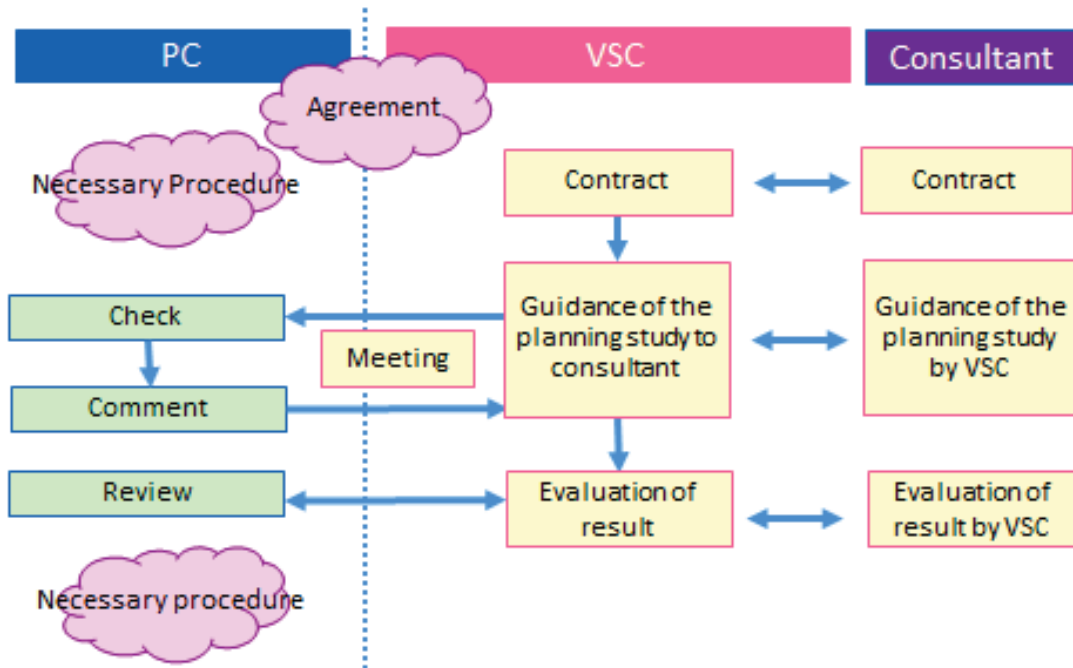 PC
VSC
Consultant
Agreement
Necessary Procedure
Contract
Contract
Check
Guidance of the
planning study to
consultant
Guidance of the
planning study
by VSC
Meeting
Comment
Review
Evaluation of
result
Evaluation of
result by VSC
Necessary procedure